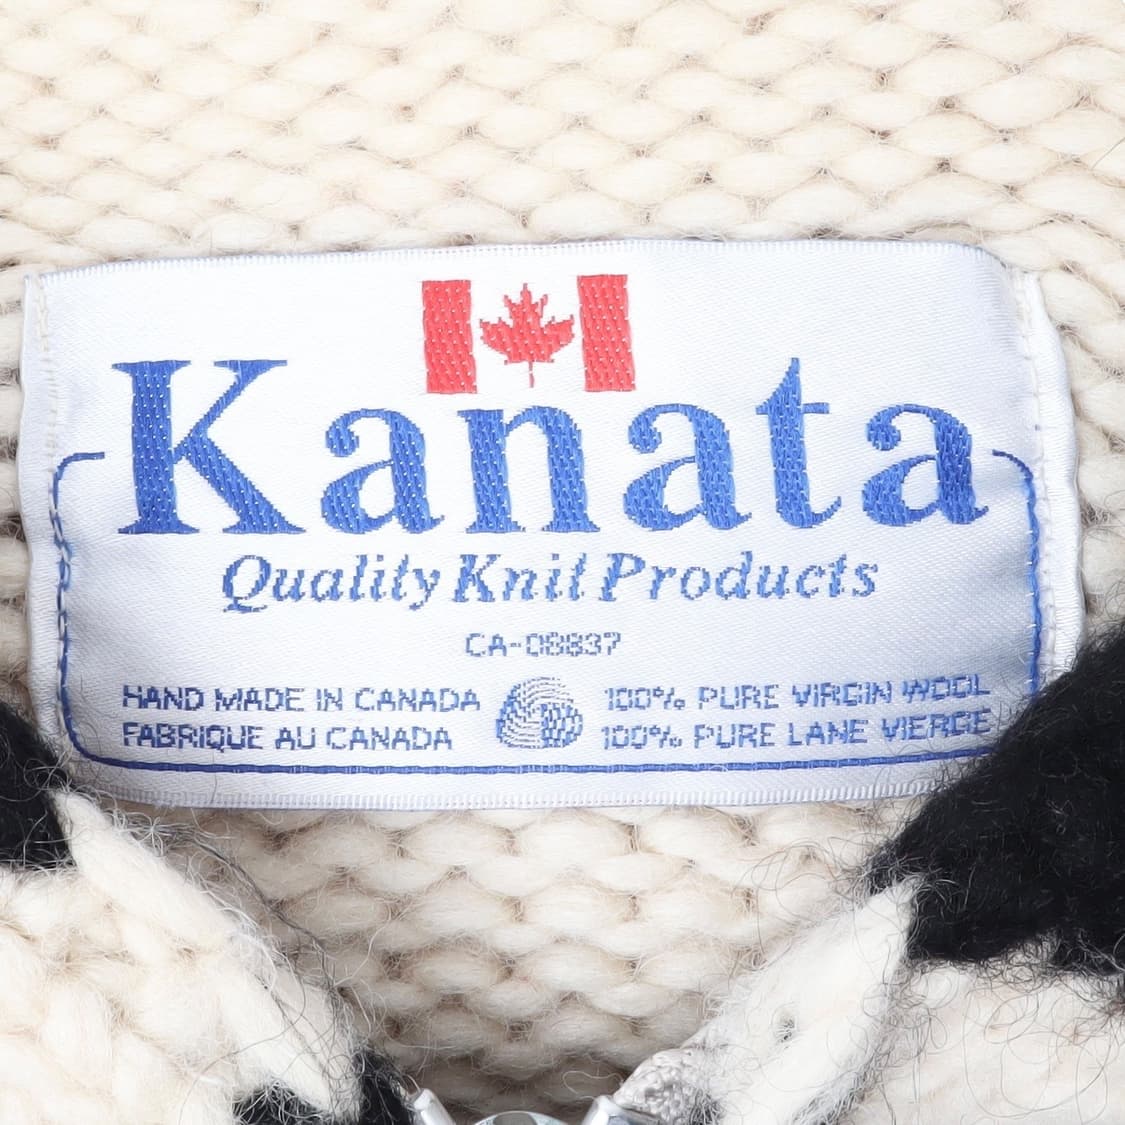 Kanata
Quality Knit Products
CA-08837
HAND MADE IN CANADA
FABRIQUE AU CANADA
100% PURE VIRGIN WOOL
100% PURE LANE VIERGE